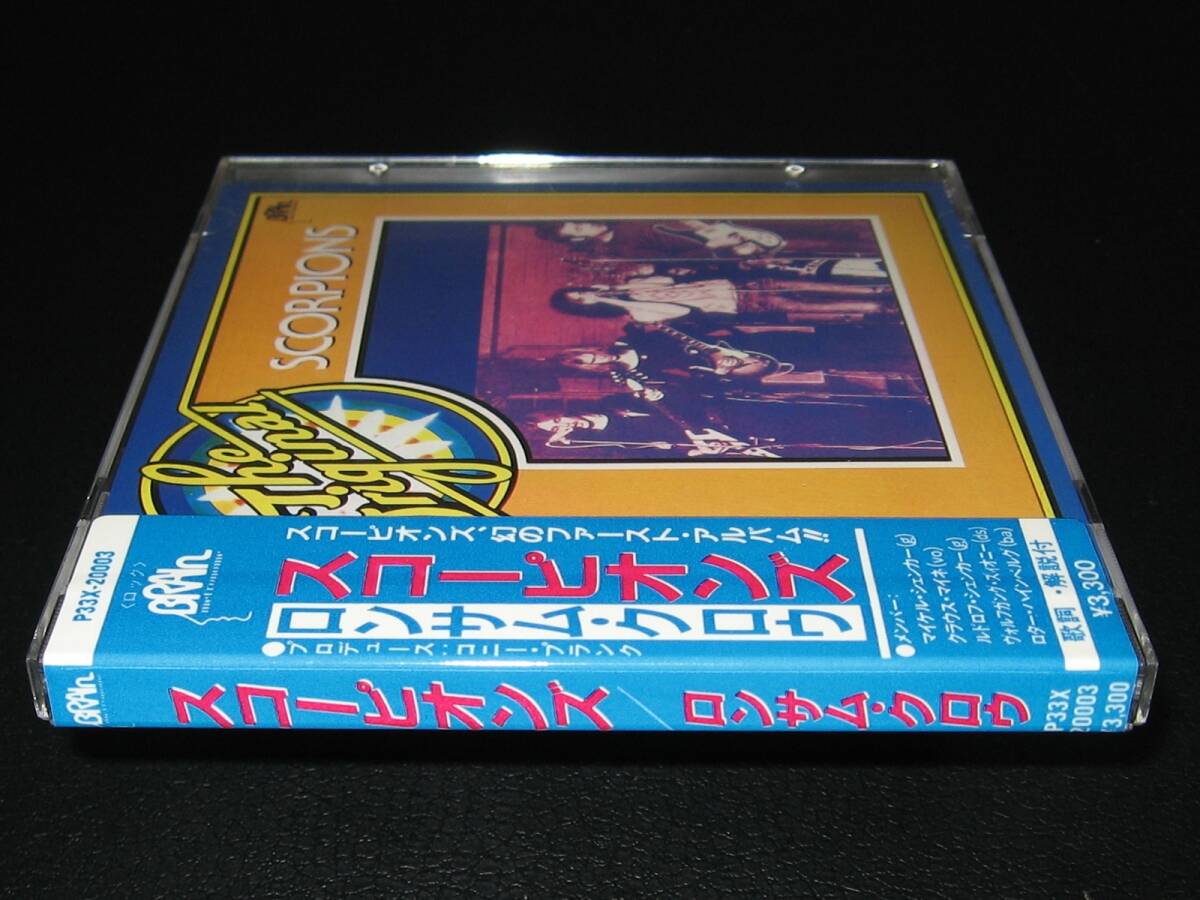 SCORPIONS
Brain
The
Original
P33X-20003
〈ロック〉
Brain
スコーピオンズ、幻のファースト・アルバム!!
スコーピオンズ
ロンサム・クロウ
●プロデュース:コニー・プランク
●メンバー:
マイケル・シェンカー(g)
クラウス・マイネ(vo)
ルドロフ・シェンカー(g)
ヴォルフガンク・ズィオニー(ds)
ロター・ハインベルク(ba)
歌詞・解説付
¥3,300
Brain
スコーピオンズ/ロンサム・クロウ
P33X
20003
¥3,300